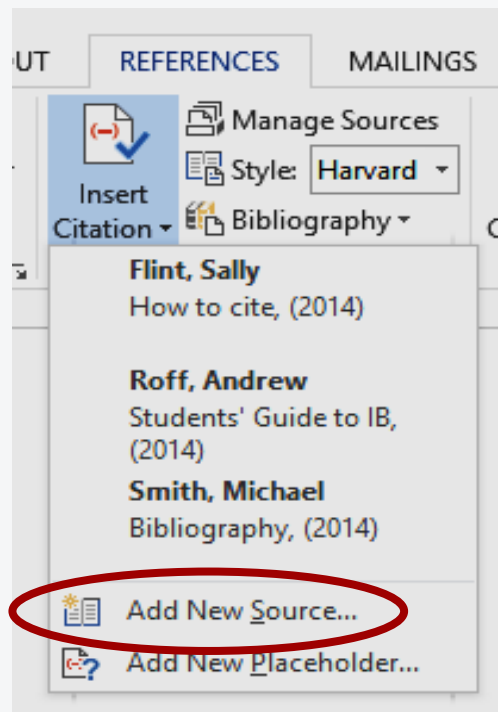 OUT REFERENCES MAILINGS
Manage Sources
Style: Harvard
Insert
Citation
Bibliography
Flint, Sally
How to cite, (2014)
Roff, Andrew
Students' Guide to IB,
(2014)
Smith, Michael
Bibliography, (2014)
Add New Source...
Add New Placeholder...